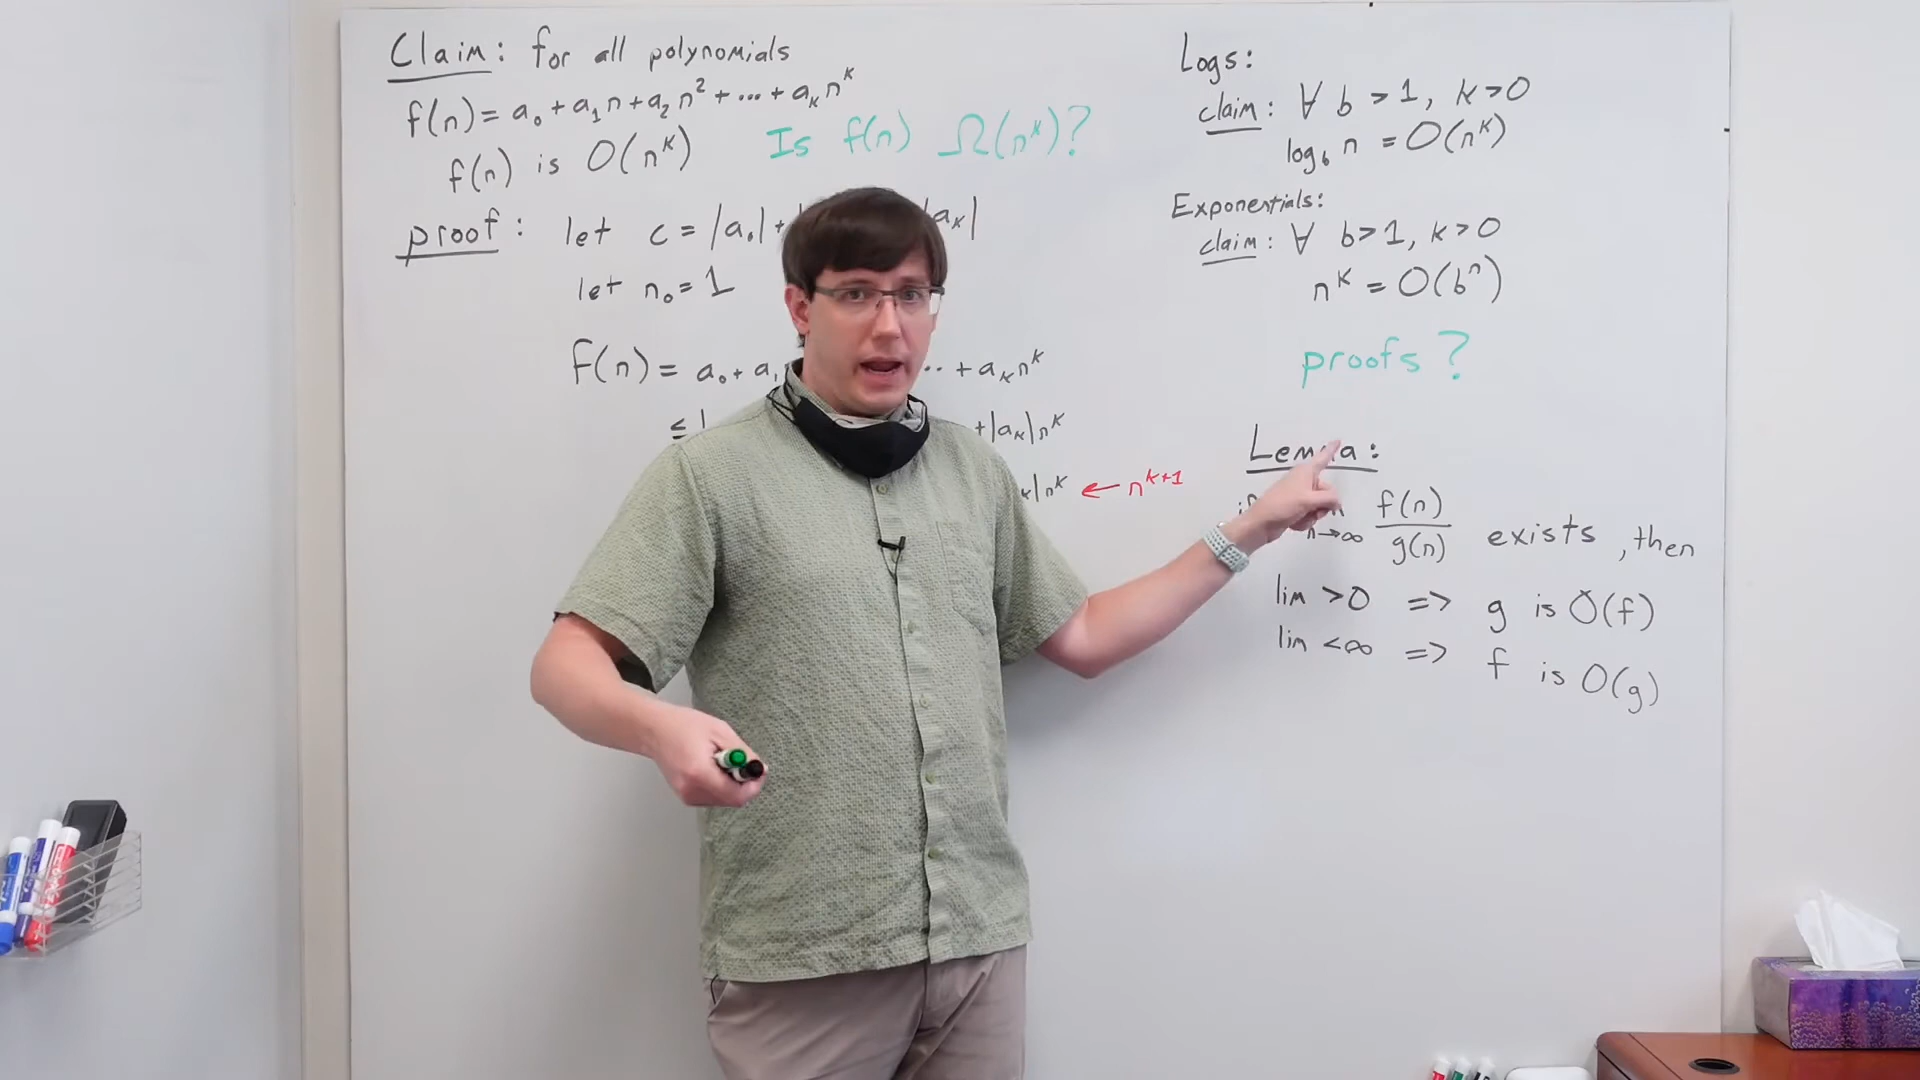 Claim: for all polynomials
f(n) = a₀ + a₁n + a₂n² + ... + aₖnᵏ
f(n) is O(nᵏ)
Is f(n) Ω(nᵏ)?
proof: let c = |a₀| + aₖ|
let n₀ = 1
f(n) = a₀ + a ·· + aₖnᵏ
≤ | +|aₖ|nᵏ
ₖ|nᵏ ← nᵏ⁺¹
Logs:
claim: ∀ b > 1, k > 0
log_b n = O(nᵏ)
Exponentials:
claim: ∀ b > 1, k > 0
nᵏ = O(bⁿ)
proofs?
Lemma:
if n→∞ f(n)/g(n) exists, then
lim > 0 => g is O(f)
lim < ∞ => f is O(g)